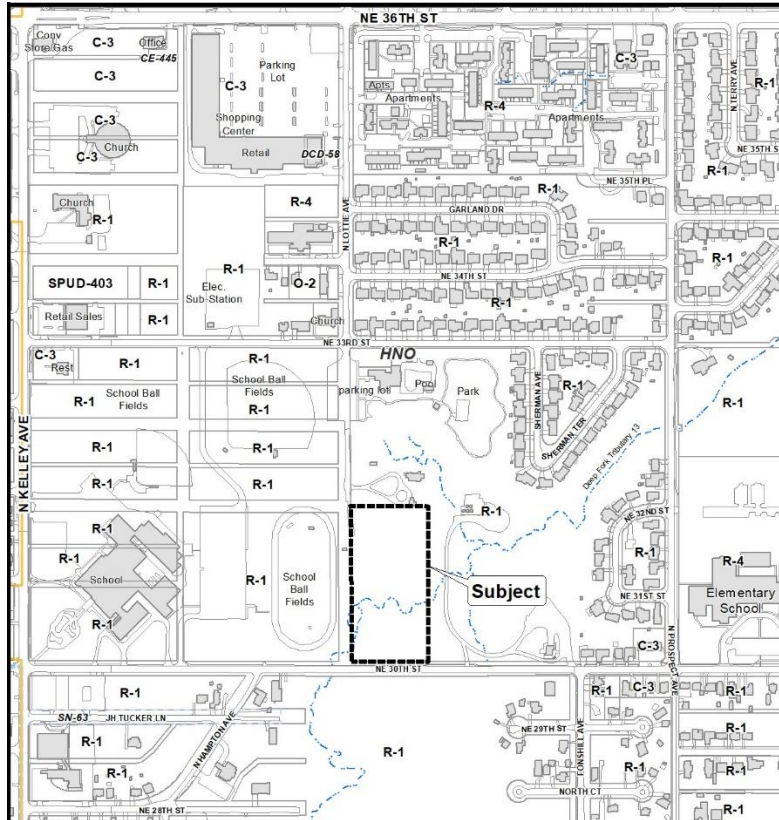 NE 36TH ST
Conv
Store Gas
C-3
Office
CE-445
C-3
C-3
C-3
Church
Church
R-1
SPUD-403
R-1
Retail Sales
R-1
Parking
Lot
C-3
Shopping
Center
Retail
DCD-58
R-4
N LOTTIE AVE
R-1
Elec.
Sub-Station
O-2
Church
Apts
Apartments
R-4
Apartments
C-3
N TERRY AVE
R-1
NE 35TH S
R-1
NE 35TH PL
R-1
GARLAND DR
R-1
NE 34TH ST
R-1
R-1
NE 33RD ST
C-3
Rest
R-1
R-1
School Ball
Fields
R-1
School Ball
Fields
R-1
R-1
R-1
R-1
R-1
N KELLEY AVE
HNO
parking lot
Pool
Park
SHERMAN AVE
R-1
SHERMAN TER
Deep Fork Tributary 13
R-1
R-1
R-1
School
R-1
R-1
School Ball
Fields
R-1
Subject
NE 32ND ST
R-1
NE 31ST ST
C-3
N PROSPECT AVE
R-4
Elementary
School
NE 30TH ST
R-1
SN-63
JH TUCKER LN
R-1
N HAMPTON AVE
R-1
NE 28TH ST
R-1
R-1
C-3
R-1
NE 29TH ST
FONSHILL AVE
R-1
R-1
NORTH CT
R-1